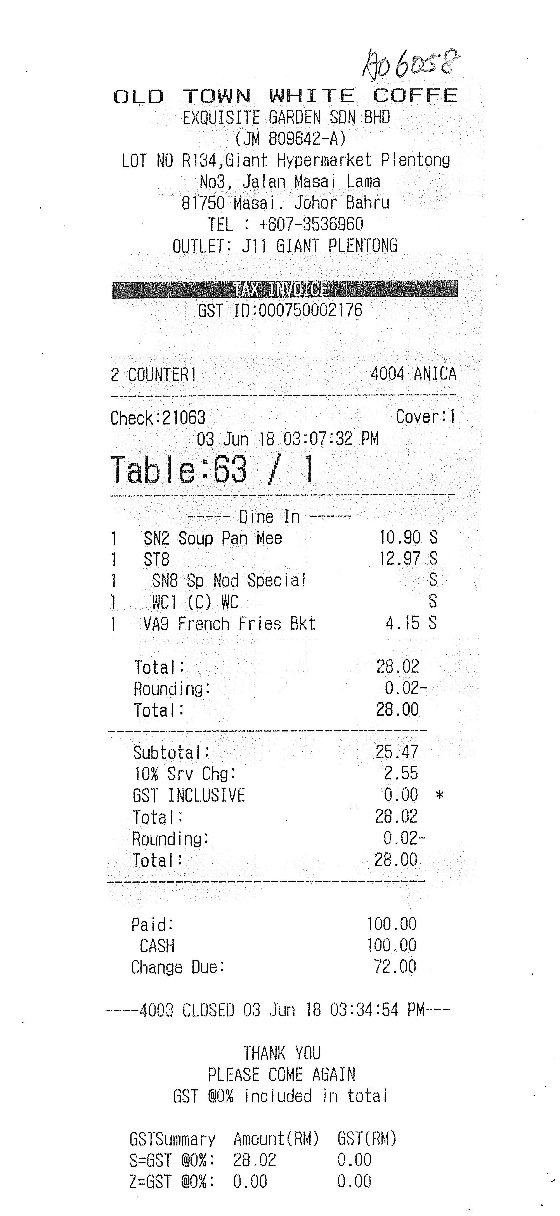 A06058
OLD TOWN WHITE COFFE
EXQUISITE GARDEN SDN BHD
(JM 809642-A)
LOT NO R134,Giant Hypermarket Plentong
No3, Jalan Masai Lama
81750 Masai. Johor Bahru
TEL : +607-3536960
OUTLET: J11 GIANT PLENTONG
TAX INVOICE
GST ID:000750002176
2 COUNTER1 4004 ANICA
Check:21063 Cover:1
03 Jun 18 03:07:32 PM
Table:63 / 1
----- Dine In -----
1 SN2 Soup Pan Mee 10.90 S
1 ST8 12.97 S
1 SN8 Sp Nod Special S
1 WC1 (C) WC S
1 VA9 French Fries Bkt 4.15 S
Total: 28.02
Rounding: 0.02-
Total: 28.00
Subtotal: 25.47
10% Srv Chg: 2.55
GST INCLUSIVE 0.00 *
Total: 28.02
Rounding: 0.02-
Total: 28.00
Paid: 100.00
CASH 100.00
Change Due: 72.00
----4003 CLOSED 03 Jun 18 03:34:54 PM---
THANK YOU
PLEASE COME AGAIN
GST @0% included in total
GSTSummary Amount(RM) GST(RM)
S=GST @0%: 28.02 0.00
Z=GST @0%: 0.00 0.00